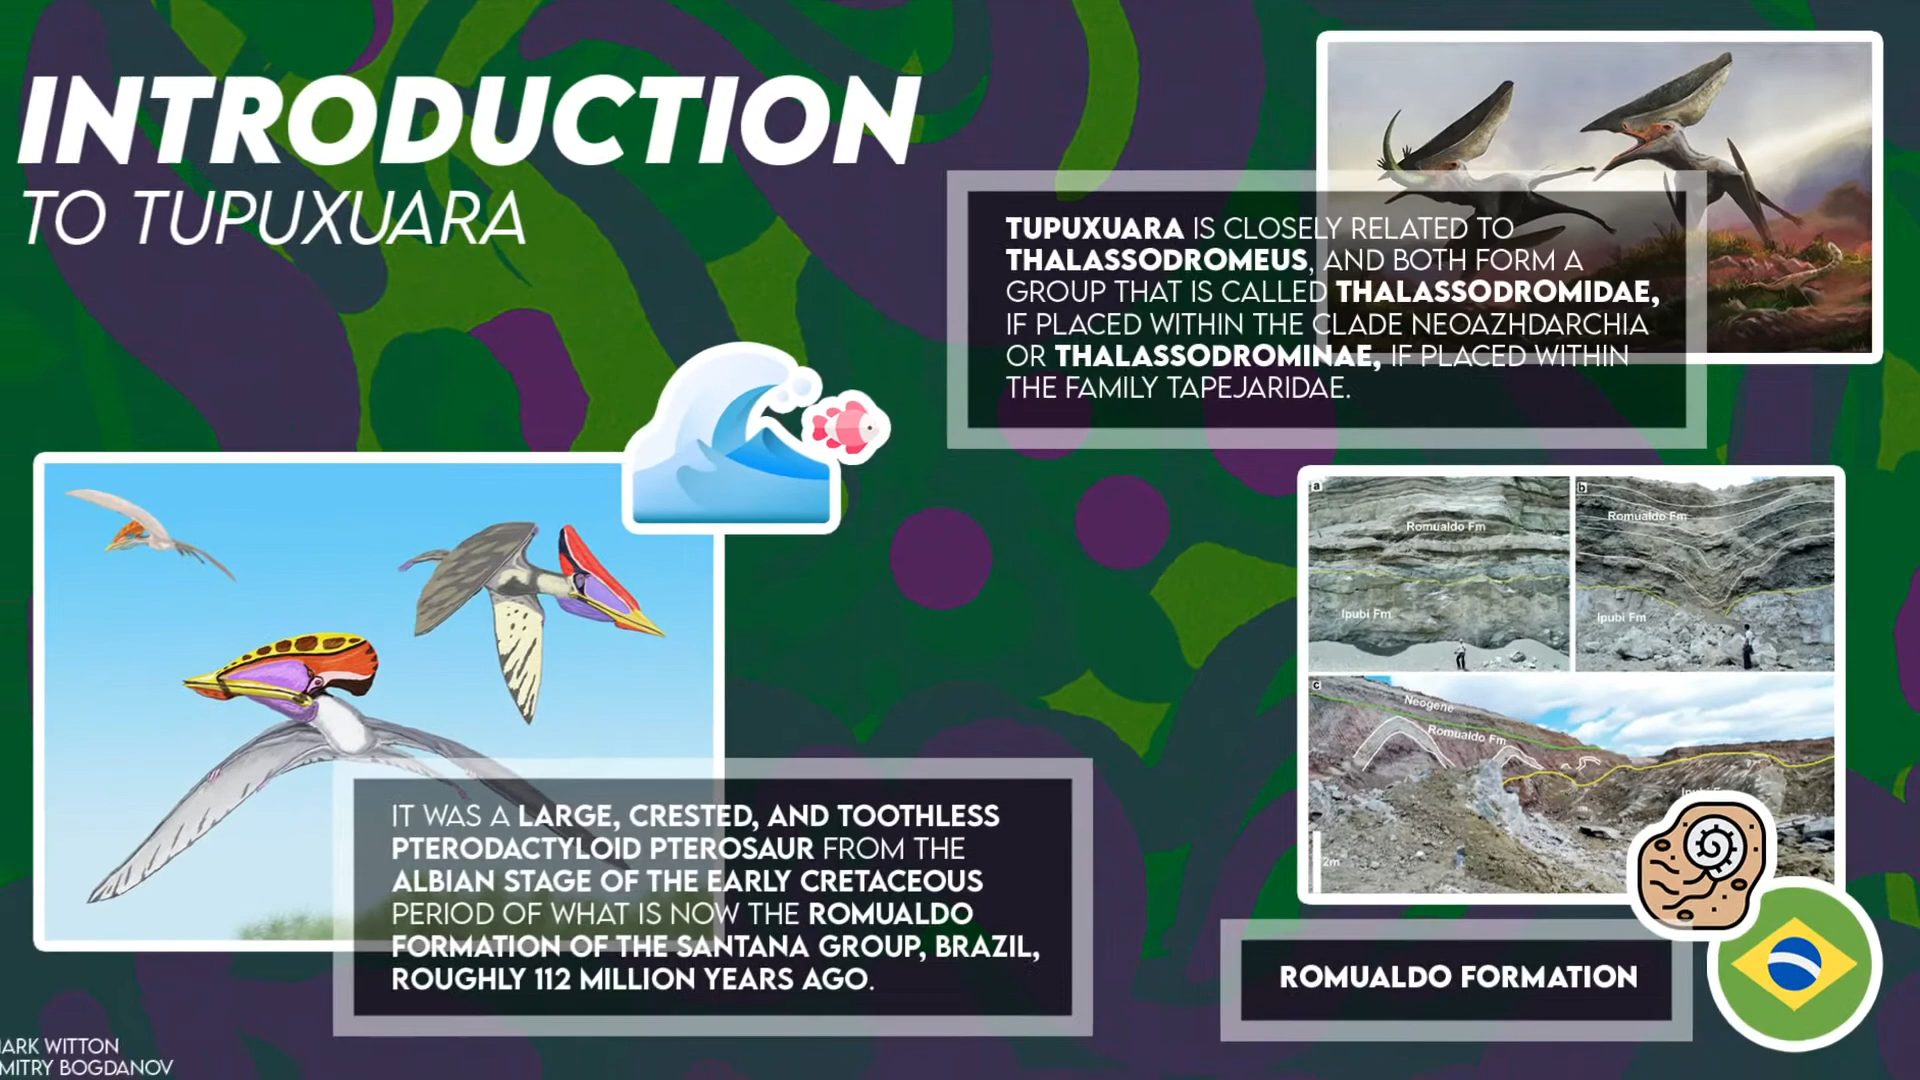 INTRODUCTION
TO TUPUXUARA
TUPUXUARA IS CLOSELY RELATED TO
THALASSODROMEUS, AND BOTH FORM A
GROUP THAT IS CALLED THALASSODROMIDAE,
IF PLACED WITHIN THE CLADE NEOAZHDARCHIA
OR THALASSODROMINAE, IF PLACED WITHIN
THE FAMILY TAPEJARIDAE.
a
Romualdo Fm
Ipubi Fm
b
Romualdo Fm
Ipubi Fm
c
Neogene
Romualdo Fm
2m
IT WAS A LARGE, CRESTED, AND TOOTHLESS
PTERODACTYLOID PTEROSAUR FROM THE
ALBIAN STAGE OF THE EARLY CRETACEOUS
PERIOD OF WHAT IS NOW THE ROMUALDO
FORMATION OF THE SANTANA GROUP, BRAZIL,
ROUGHLY 112 MILLION YEARS AGO.
ROMUALDO FORMATION
ARK WITTON
MITRY BOGDANOV